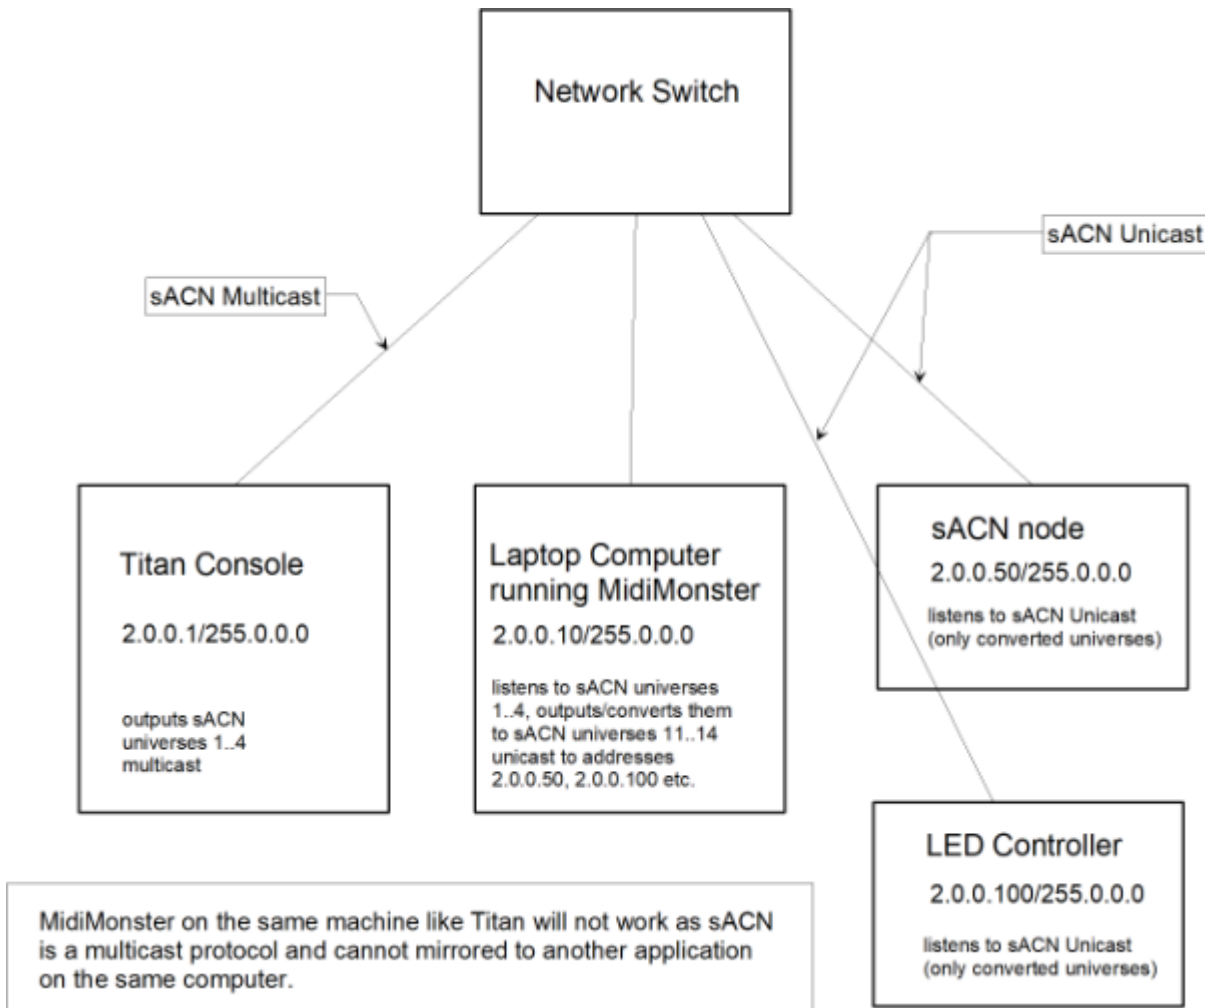 Network Switch
sACN Unicast
sACN Multicast
Titan Console
2.0.0.1/255.0.0.0
outputs sACN
universes 1..4
multicast
Laptop Computer
running MidiMonster
2.0.0.10/255.0.0.0
listens to sACN universes
1..4, outputs/converts them
to sACN universes 11..14
unicast to addresses
2.0.0.50, 2.0.0.100 etc.
sACN node
2.0.0.50/255.0.0.0
listens to sACN Unicast
(only converted universes)
LED Controller
2.0.0.100/255.0.0.0
listens to sACN Unicast
(only converted universes)
MidiMonster on the same machine like Titan will not work as sACN
is a multicast protocol and cannot mirrored to another application
on the same computer.